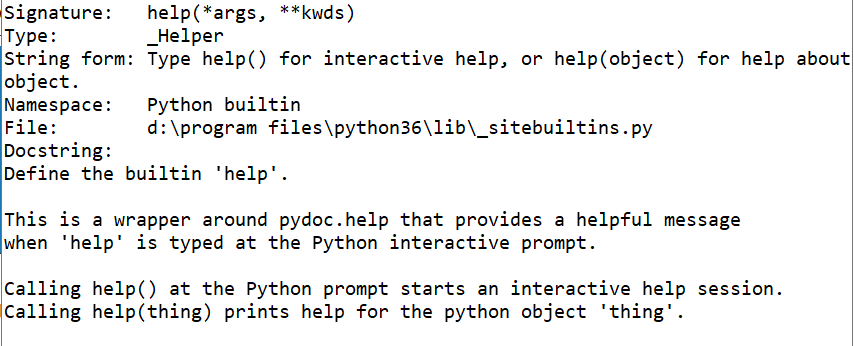 Signature:   help(*args, **kwds)
Type:        _Helper
String form: Type help() for interactive help, or help(object) for help about
object.
Namespace:   Python builtin
File:        d:\program files\python36\lib\_sitebuiltins.py
Docstring:
Define the builtin 'help'.

This is a wrapper around pydoc.help that provides a helpful message
when 'help' is typed at the Python interactive prompt.

Calling help() at the Python prompt starts an interactive help session.
Calling help(thing) prints help for the python object 'thing'.